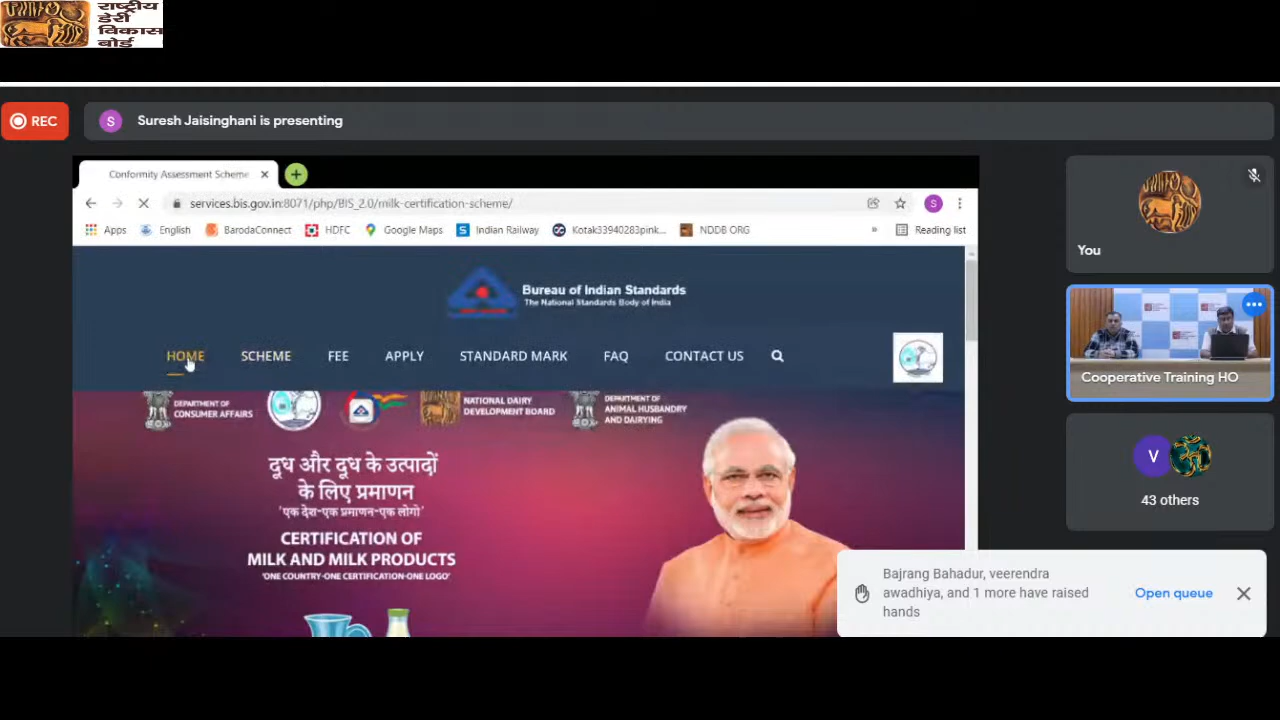 राष्ट्रीय
डेरी
विकास
बोर्ड
REC
S
Suresh Jaisinghani is presenting
Conformity Assessment Scheme
services.bis.gov.in:8071/php/BIS_2.0/milk-certification-scheme/
S
Apps English BarodaConnect HDFC Google Maps Indian Railway Kotak33940283pink... NDDB ORG » Reading list
Bureau of Indian Standards
The National Standards Body of India
HOME SCHEME FEE APPLY STANDARD MARK FAQ CONTACT US
DEPARTMENT OF
CONSUMER AFFAIRS
NATIONAL DAIRY
DEVELOPMENT BOARD
DEPARTMENT OF
ANIMAL HUSBANDRY
AND DAIRYING
दूध और दूध के उत्पादों
के लिए प्रमाणन
'एक देश-एक प्रमाणन-एक लोगो'
CERTIFICATION OF
MILK AND MILK PRODUCTS
'ONE COUNTRY-ONE CERTIFICATION-ONE LOGO'
You
Cooperative Training HO
V
43 others
Bajrang Bahadur, veerendra
awadhiya, and 1 more have raised
hands
Open queue